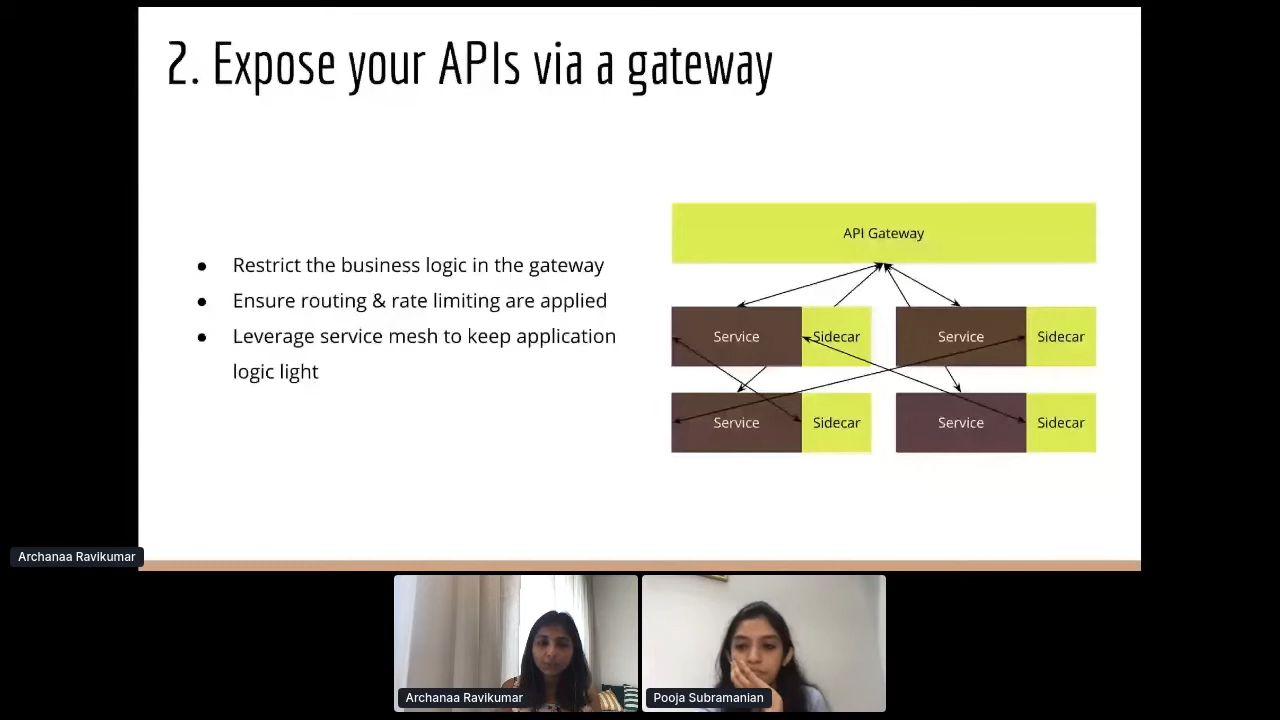 2. Expose your APIs via a gateway
● Restrict the business logic in the gateway
● Ensure routing & rate limiting are applied
● Leverage service mesh to keep application
logic light
API Gateway
Service
Sidecar
Service
Sidecar
Service
Sidecar
Service
Sidecar
Archanaa Ravikumar
Archanaa Ravikumar
Pooja Subramanian